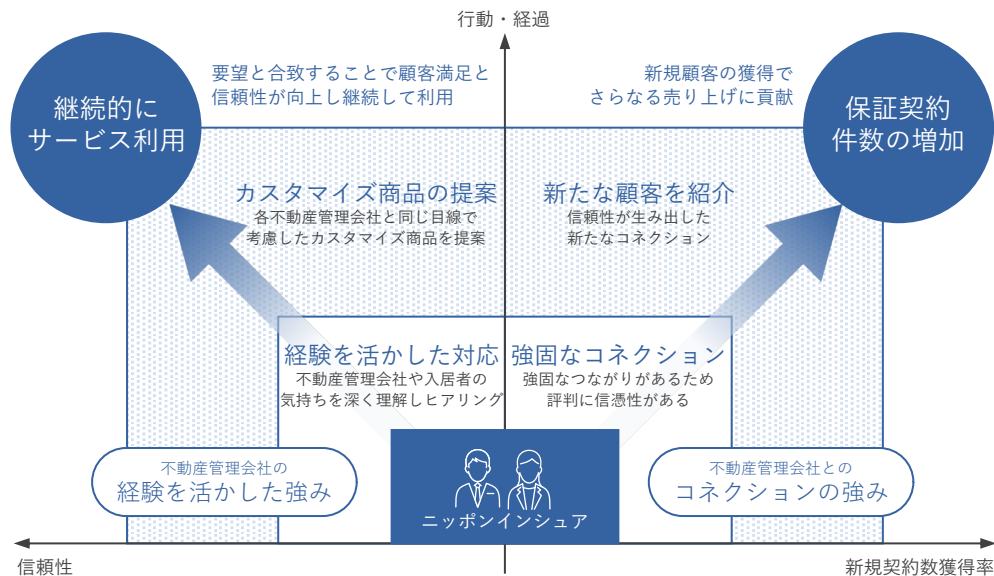 行動・経過
要望と合致することで顧客満足と
信頼性が向上し継続して利用
新規顧客の獲得で
さらなる売り上げに貢献
継続的に
サービス利用
保証契約
件数の増加
カスタマイズ商品の提案
各不動産管理会社と同じ目線で
考慮したカスタマイズ商品を提案
新たな顧客を紹介
信頼性が生み出した
新たなコネクション
経験を活かした対応
不動産管理会社や入居者の
気持ちを深く理解しヒアリング
強固なコネクション
強固なつながりがあるため
評判に信憑性がある
不動産管理会社の
経験を活かした強み
ニッポンインシュア
不動産管理会社との
コネクションの強み
信頼性
新規契約数獲得率